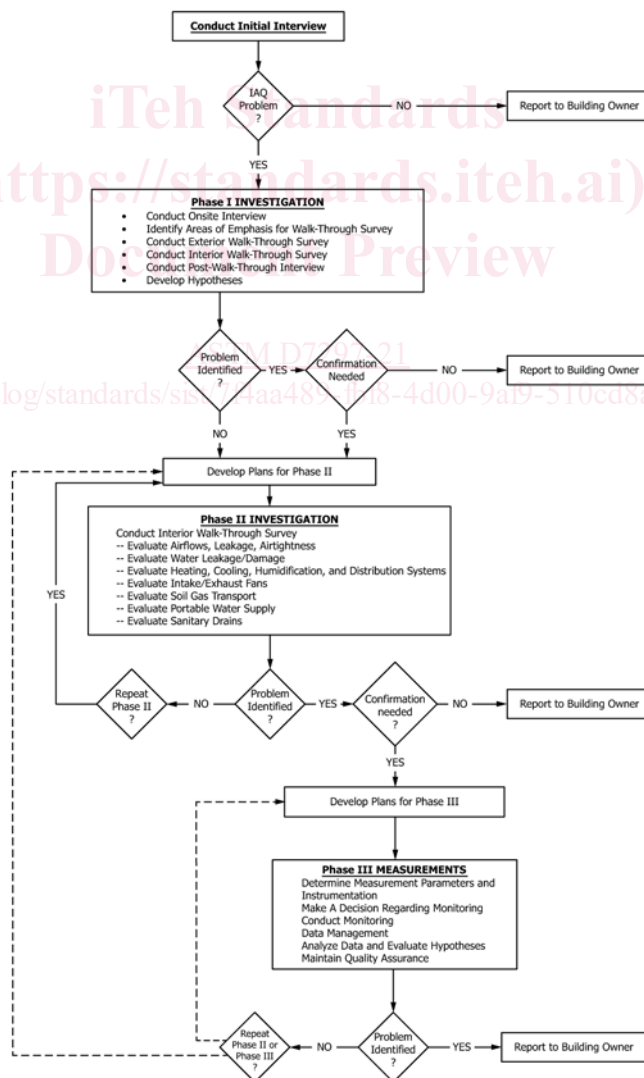 Conduct Initial Interview
IAQ
Problem
?
NO
Report to Building Owner
YES
iTeh Standards
https://standards.iteh.ai)
Document Preview
Phase I INVESTIGATION
• Conduct Onsite Interview
• Identify Areas of Emphasis for Walk-Through Survey
• Conduct Exterior Walk-Through Survey
• Conduct Interior Walk-Through Survey
• Conduct Post-Walk-Through Interview
• Develop Hypotheses
ASTM D7297-21
Problem
Identified
?
YES
Confirmation
Needed
NO
Report to Building Owner
NO
YES
Develop Plans for Phase II
Phase II INVESTIGATION
Conduct Interior Walk-Through Survey
-- Evaluate Airflows, Leakage, Airtightness
-- Evaluate Water Leakage/Damage
-- Evaluate Heating, Cooling, Humidification, and Distribution Systems
-- Evaluate Intake/Exhaust Fans
-- Evaluate Soil Gas Transport
-- Evaluate Portable Water Supply
-- Evaluate Sanitary Drains
YES
Repeat
Phase II
?
NO
Problem
Identified
?
YES
Confirmation
needed
?
NO
Report to Building Owner
YES
Develop Plans for Phase III
Phase III MEASUREMENTS
Determine Measurement Parameters and
Instrumentation
Make A Decision Regarding Monitoring
Conduct Monitoring
Data Management
Analyze Data and Evaluate Hypotheses
Maintain Quality Assurance
Repeat
Phase II or
Phase III
?
NO
Problem
Identified
?
YES
Report to Building Owner